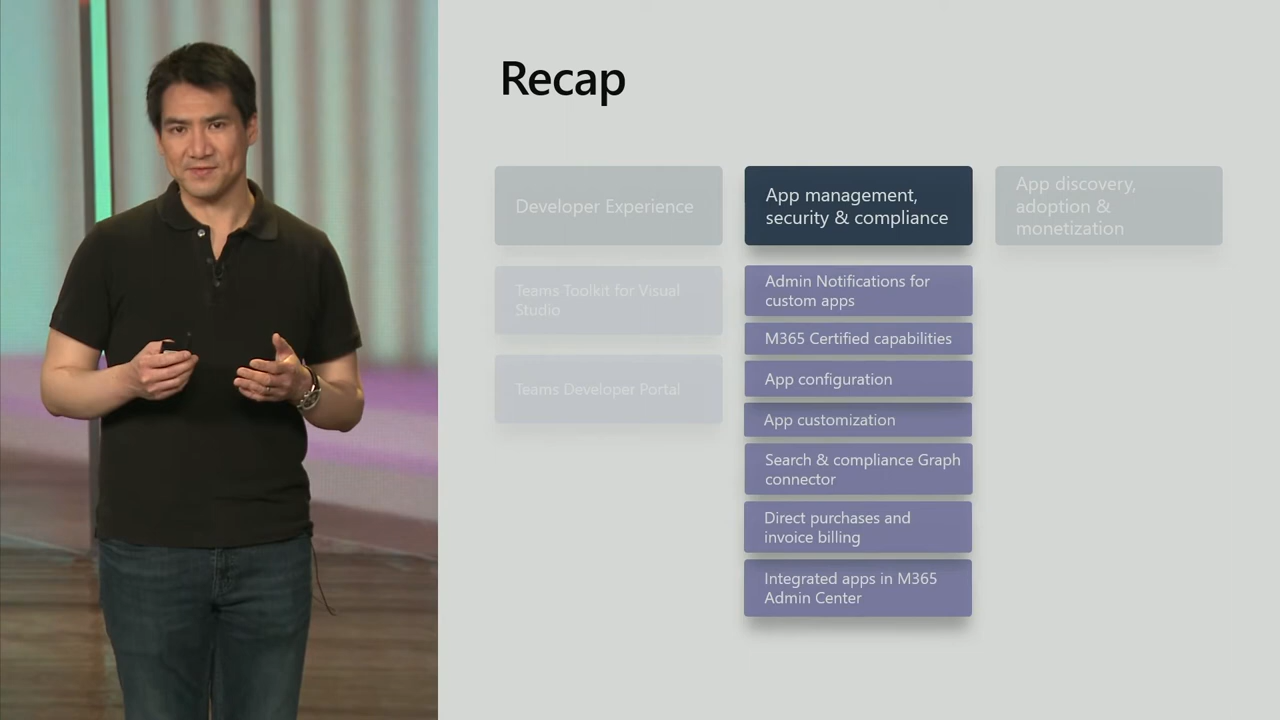 Recap
Developer Experience
Teams Toolkit for Visual
Studio
Teams Developer Portal
App management,
security & compliance
Admin Notifications for
custom apps
M365 Certified capabilities
App configuration
App customization
Search & compliance Graph
connector
Direct purchases and
invoice billing
Integrated apps in M365
Admin Center
App discovery,
adoption &
monetization